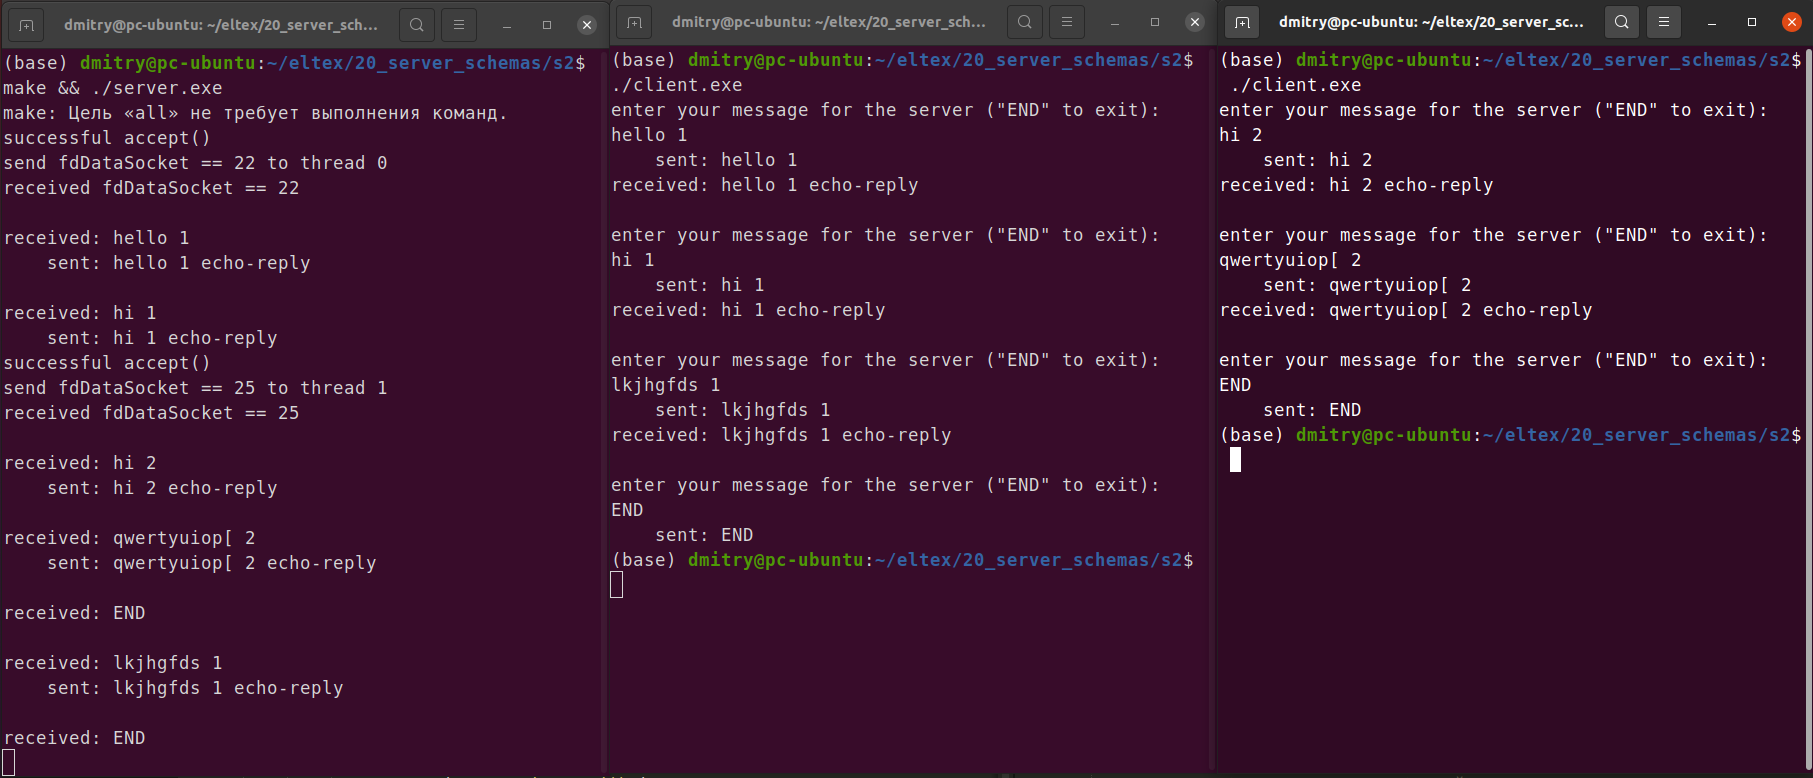 dmitry@pc-ubuntu: ~/eltex/20_server_sch...
(base) dmitry@pc-ubuntu:~/eltex/20_server_schemas/s2$
make && ./server.exe
make: Цель «all» не требует выполнения команд.
successful accept()
send fdDataSocket == 22 to thread 0
received fdDataSocket == 22
received: hello 1
sent: hello 1 echo-reply
received: hi 1
sent: hi 1 echo-reply
successful accept()
send fdDataSocket == 25 to thread 1
received fdDataSocket == 25
received: hi 2
sent: hi 2 echo-reply
received: qwertyuiop[ 2
sent: qwertyuiop[ 2 echo-reply
received: END
received: lkjhgfds 1
sent: lkjhgfds 1 echo-reply
received: END
dmitry@pc-ubuntu: ~/eltex/20_server_sch...
(base) dmitry@pc-ubuntu:~/eltex/20_server_schemas/s2$
./client.exe
enter your message for the server ("END" to exit):
hello 1
sent: hello 1
received: hello 1 echo-reply
enter your message for the server ("END" to exit):
hi 1
sent: hi 1
received: hi 1 echo-reply
enter your message for the server ("END" to exit):
lkjhgfds 1
sent: lkjhgfds 1
received: lkjhgfds 1 echo-reply
enter your message for the server ("END" to exit):
END
sent: END
(base) dmitry@pc-ubuntu:~/eltex/20_server_schemas/s2$
dmitry@pc-ubuntu: ~/eltex/20_server_sc...
(base) dmitry@pc-ubuntu:~/eltex/20_server_schemas/s2$
./client.exe
enter your message for the server ("END" to exit):
hi 2
sent: hi 2
received: hi 2 echo-reply
enter your message for the server ("END" to exit):
qwertyuiop[ 2
sent: qwertyuiop[ 2
received: qwertyuiop[ 2 echo-reply
enter your message for the server ("END" to exit):
END
sent: END
(base) dmitry@pc-ubuntu:~/eltex/20_server_schemas/s2$